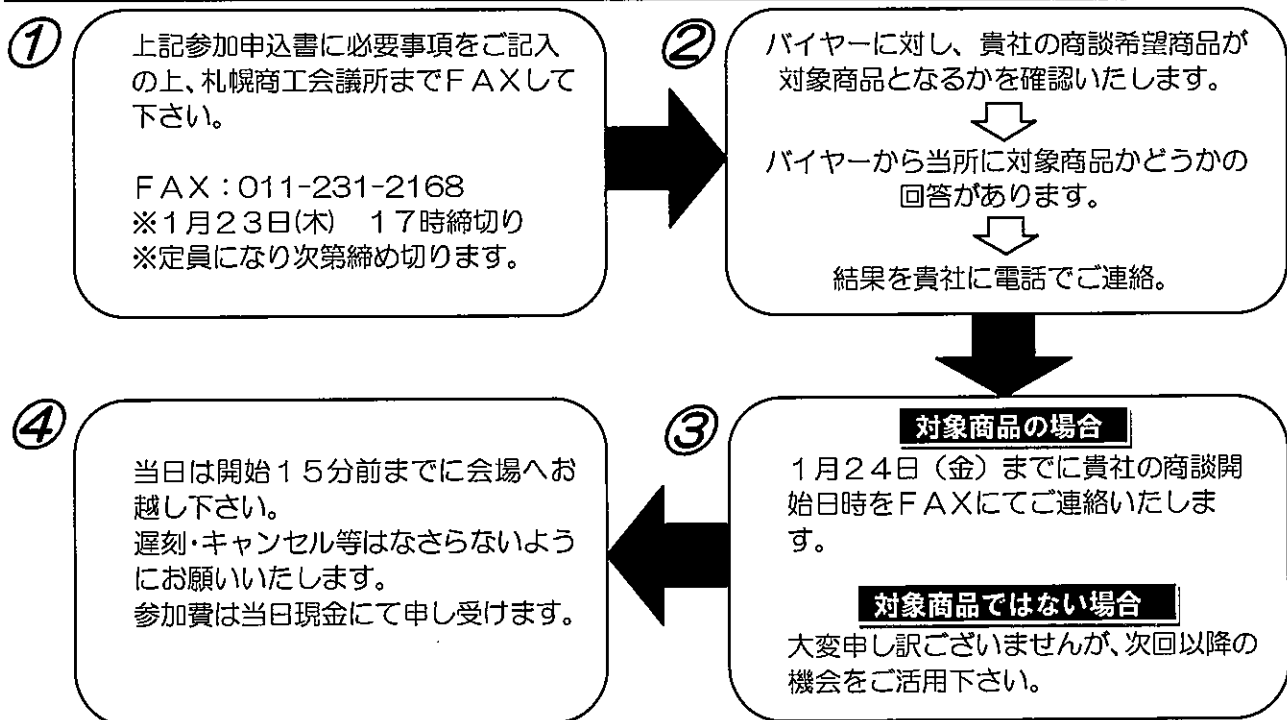 ①
上記参加申込書に必要事項をご記入
の上、札幌商工会議所までＦＡＸして
下さい。
ＦＡＸ：011-231-2168
※１月２３日(木)　１７時締切り
※定員になり次第締め切ります。
②
バイヤーに対し、貴社の商談希望商品が
対象商品となるかを確認いたします。
バイヤーから当所に対象商品かどうかの
回答があります。
結果を貴社に電話でご連絡。
③
対象商品の場合
１月２４日（金）までに貴社の商談開
始日時をＦＡＸにてご連絡いたしま
す。
対象商品ではない場合
大変申し訳ございませんが、次回以降の
機会をご活用下さい。
④
当日は開始１５分前までに会場へお
越し下さい。
遅刻・キャンセル等はなさらないよう
にお願いいたします。
参加費は当日現金にて申し受けます。